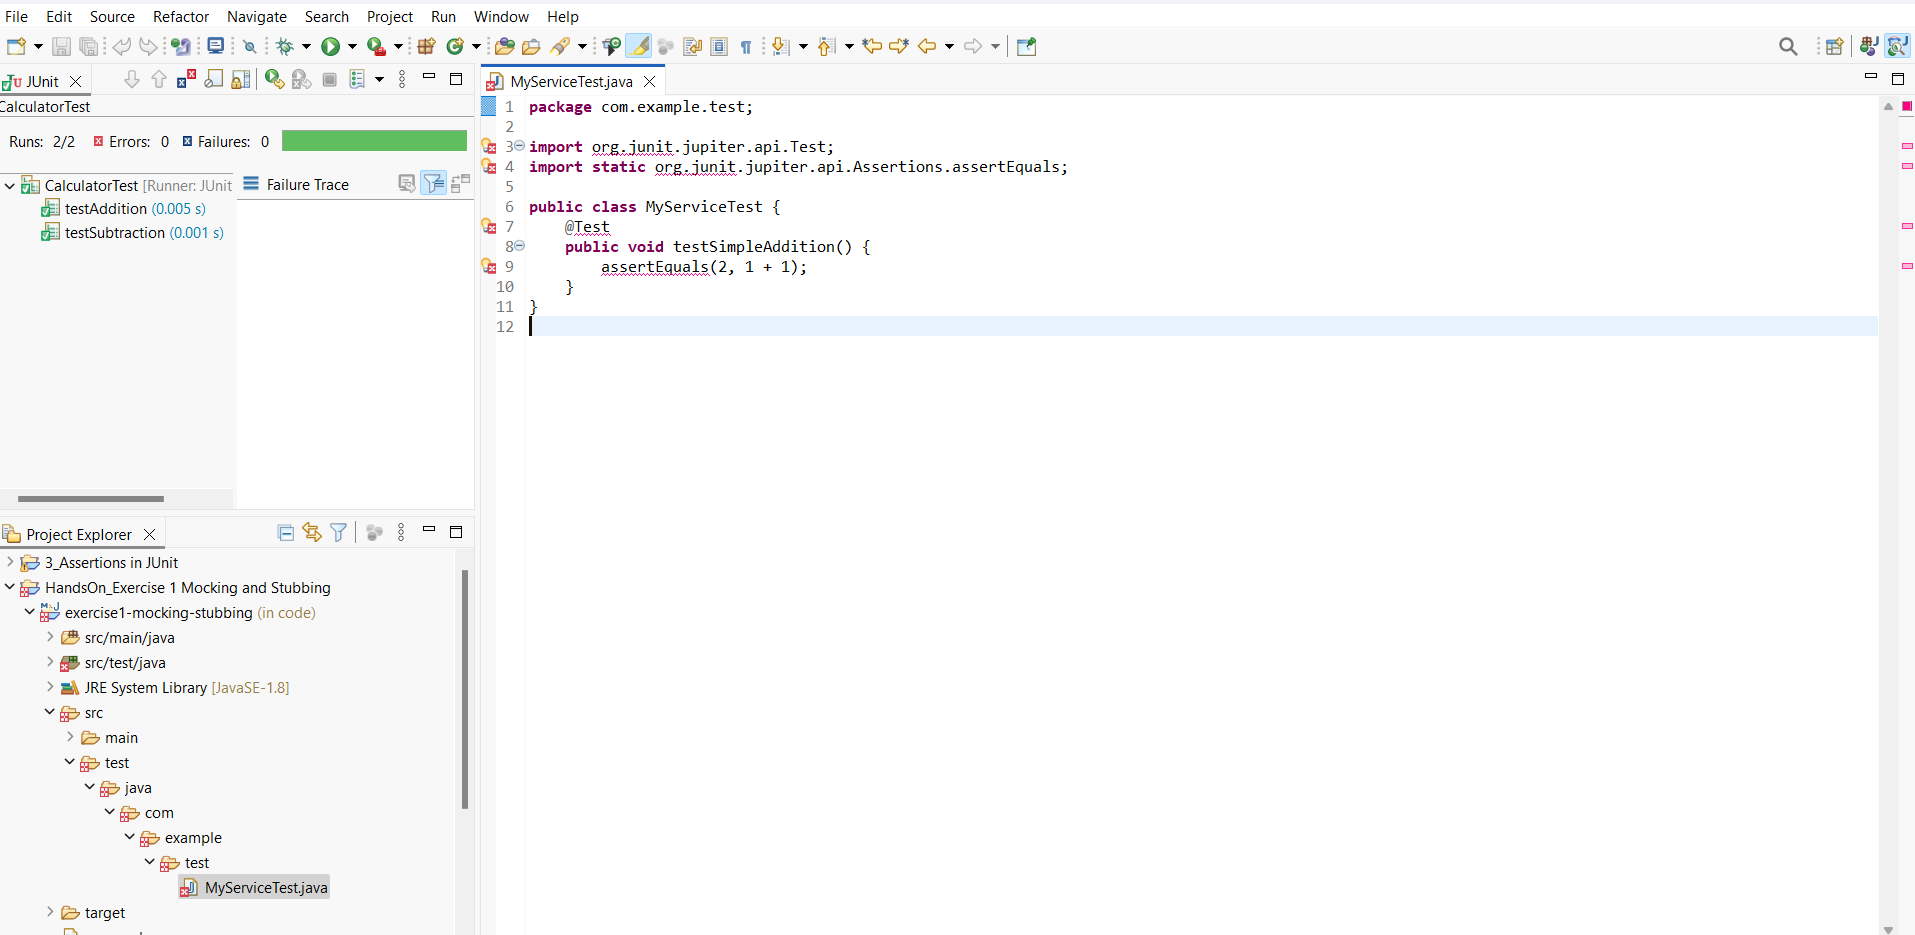 File Edit Source Refactor Navigate Search Project Run Window Help
JUnit
CalculatorTest
Runs: 2/2 Errors: 0 Failures: 0
CalculatorTest [Runner: JUnit
testAddition (0.005 s)
testSubtraction (0.001 s)
Failure Trace
Project Explorer
3_Assertions in JUnit
HandsOn_Exercise 1 Mocking and Stubbing
exercise1-mocking-stubbing (in code)
src/main/java
src/test/java
JRE System Library [JavaSE-1.8]
src
main
test
java
com
example
test
MyServiceTest.java
target
MyServiceTest.java
1 package com.example.test;
2
3 import org.junit.jupiter.api.Test;
4 import static org.junit.jupiter.api.Assertions.assertEquals;
5
6 public class MyServiceTest {
7 @Test
8 public void testSimpleAddition() {
9 assertEquals(2, 1 + 1);
10 }
11 }
12